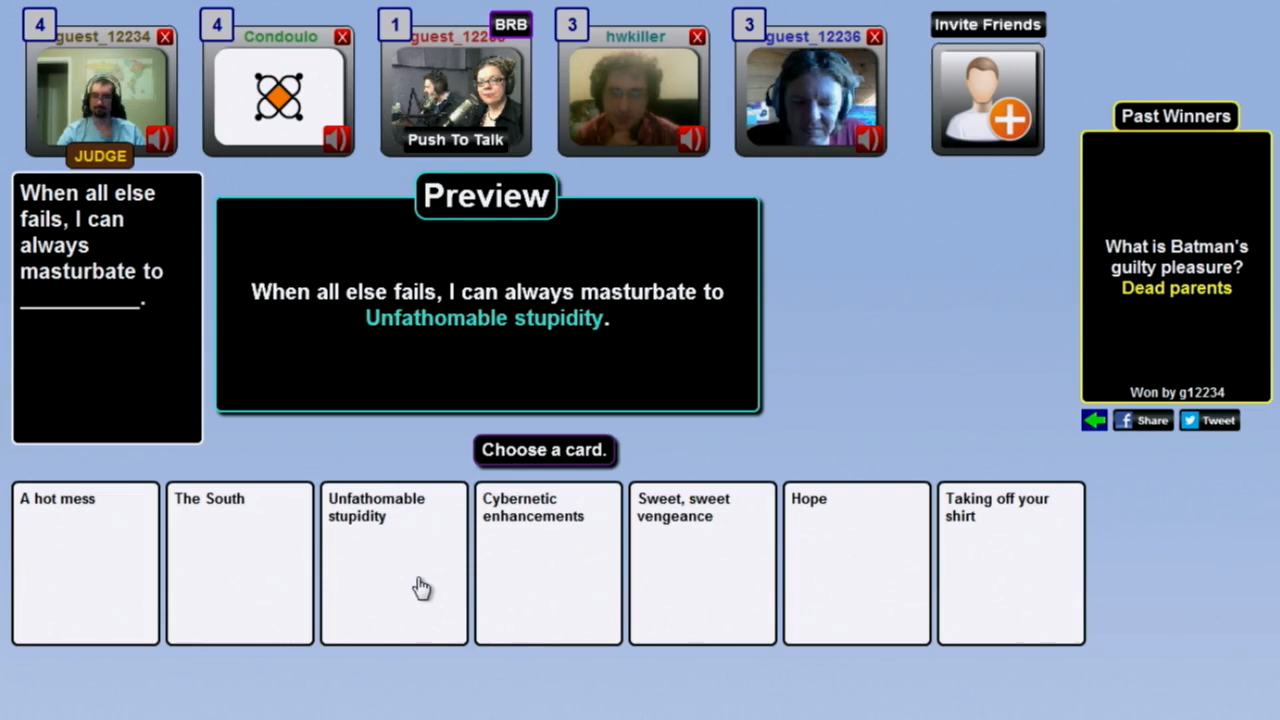 4
guest_12234
4
Condoulo
1
BRB
3
hwkiller
3
guest_12236
Invite Friends
Push To Talk
JUDGE
Past Winners
When all else
fails, I can
always
masturbate to
__________.
Preview
When all else fails, I can always masturbate to
Unfathomable stupidity.
What is Batman's
guilty pleasure?
Dead parents
Won by g12234
Share
Tweet
Choose a card.
A hot mess
The South
Unfathomable
stupidity
Cybernetic
enhancements
Sweet, sweet
vengeance
Hope
Taking off your
shirt